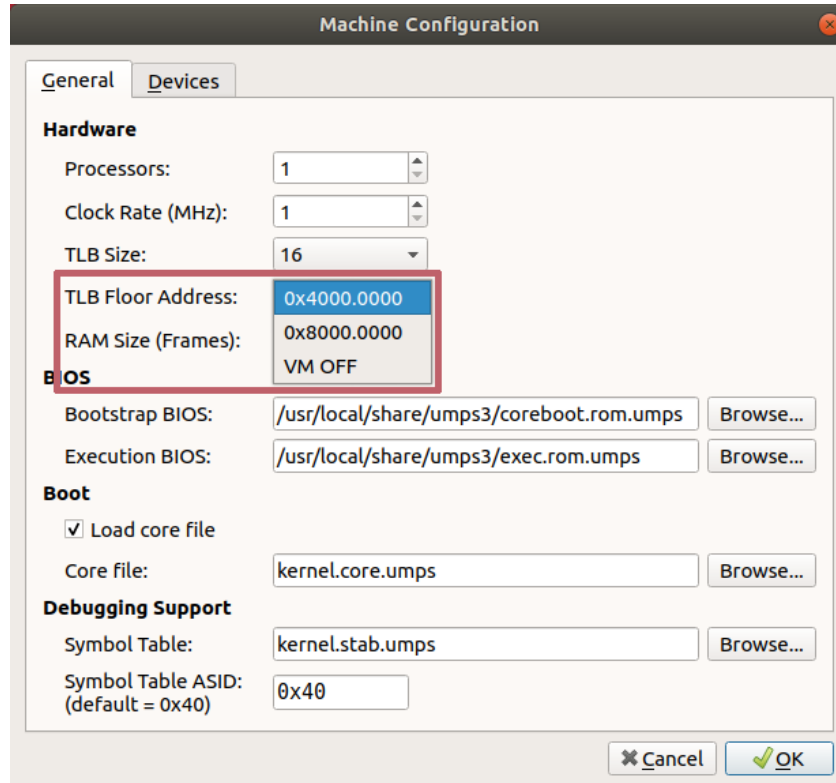 Machine Configuration
General Devices
Hardware
Processors: 1
Clock Rate (MHz): 1
TLB Size: 16
TLB Floor Address: 0x4000.0000
0x8000.0000
RAM Size (Frames):
VM OFF
BIOS
Bootstrap BIOS: /usr/local/share/umps3/coreboot.rom.umps Browse...
Execution BIOS: /usr/local/share/umps3/exec.rom.umps Browse...
Boot
Load core file
Core file: kernel.core.umps Browse...
Debugging Support
Symbol Table: kernel.stab.umps Browse...
Symbol Table ASID:
(default = 0x40) 0x40
Cancel OK